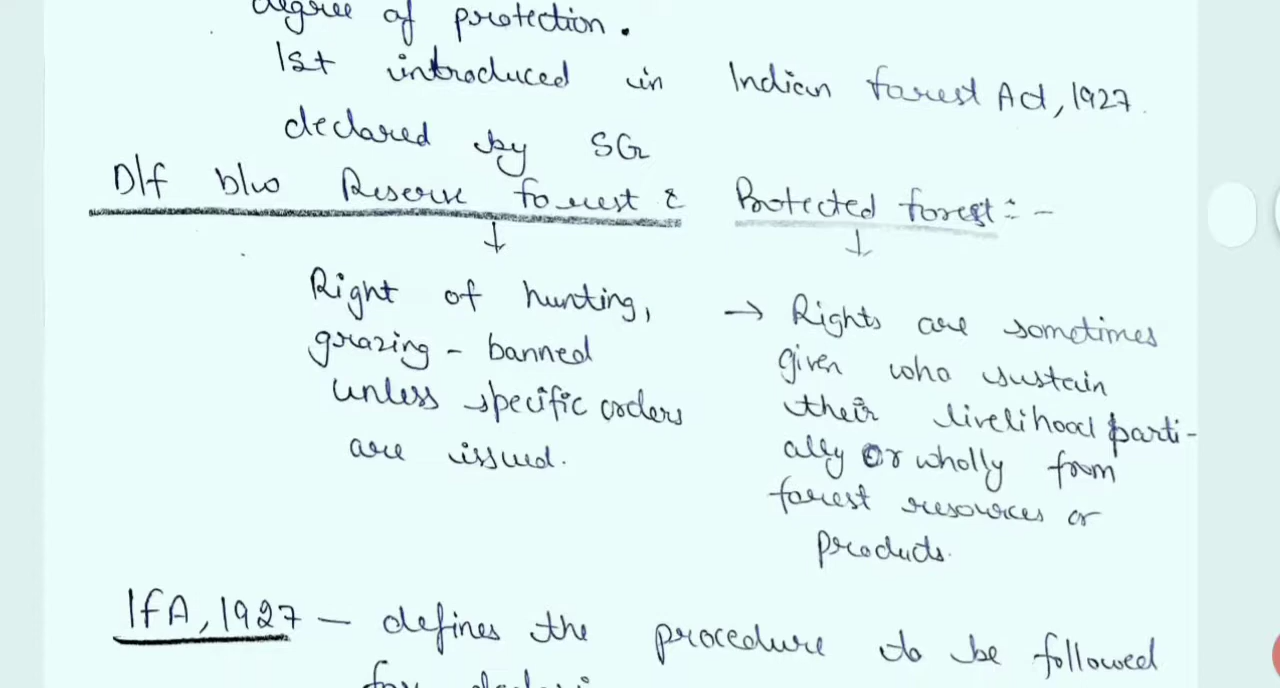 degree of protection.
1st introduced in Indian forest Act, 1927.
declared by SG
D/f b/w Reserve forest & Protected forest :-
Right of hunting,
grazing - banned
unless specific orders
are issued.
→ Rights are sometimes
given who sustain
their livelihood parti-
ally or wholly from
forest resources or
products.
IFA, 1927 - defines the procedure to be followed
for